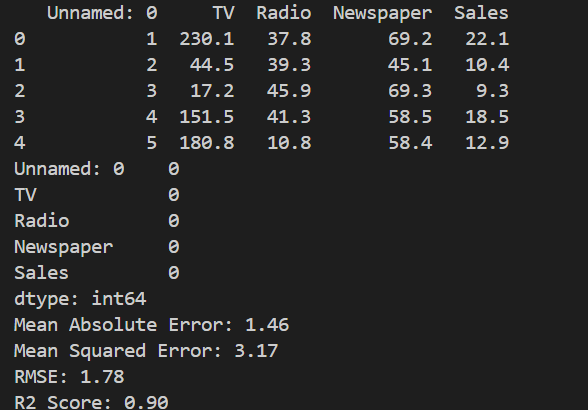 Unnamed: 0     TV  Radio  Newspaper  Sales
0           1  230.1   37.8       69.2   22.1
1           2   44.5   39.3       45.1   10.4
2           3   17.2   45.9       69.3    9.3
3           4  151.5   41.3       58.5   18.5
4           5  180.8   10.8       58.4   12.9
Unnamed: 0    0
TV            0
Radio         0
Newspaper     0
Sales         0
dtype: int64
Mean Absolute Error: 1.46
Mean Squared Error: 3.17
RMSE: 1.78
R2 Score: 0.90